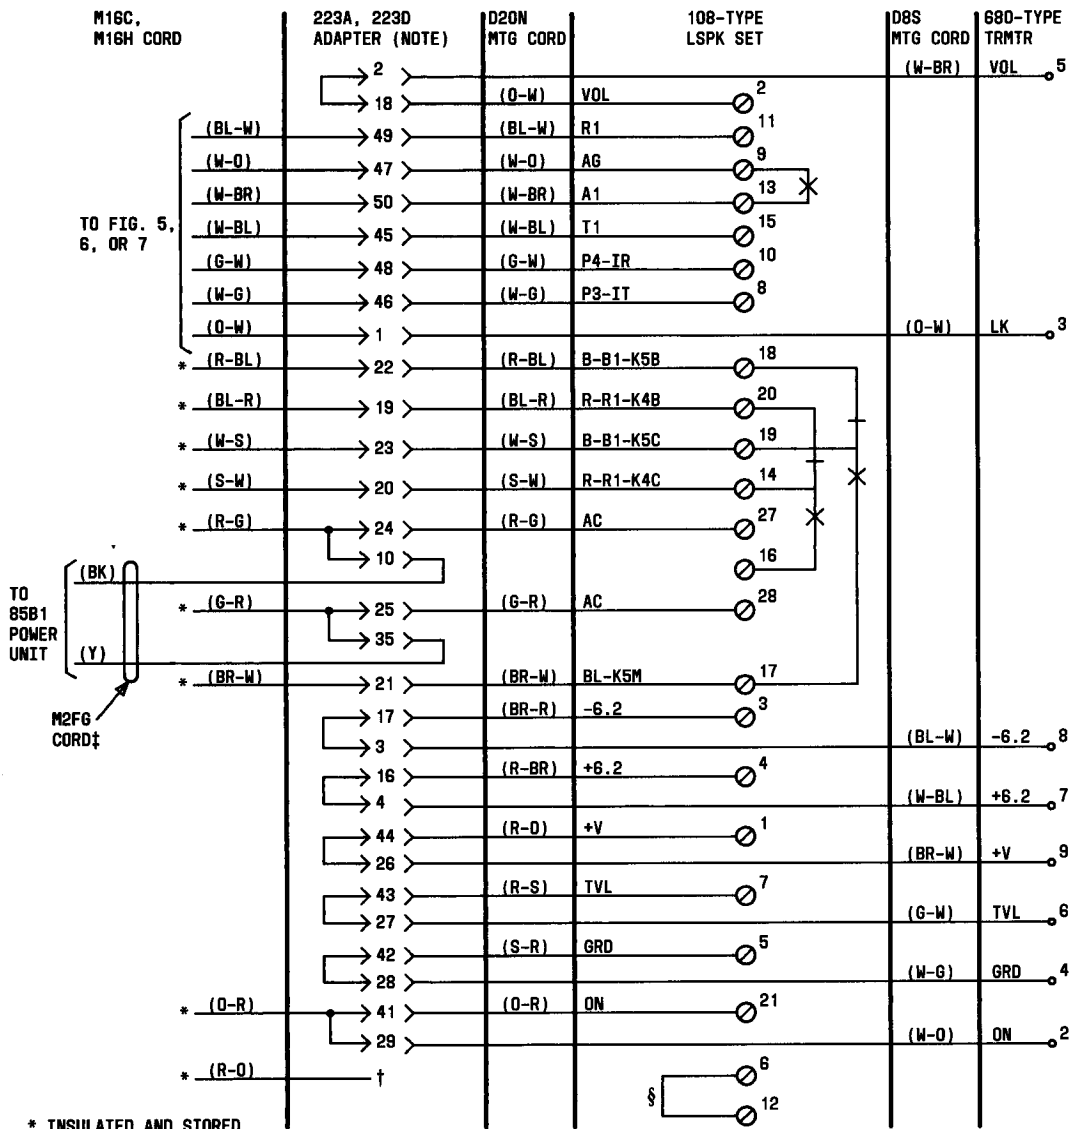 M16C, M16H CORD
223A, 223D ADAPTER (NOTE)
D20N MTG CORD
108-TYPE LSPK SET
D8S MTG CORD
680-TYPE TRMTR
2 (W-BR) VOL 5
18 (O-W) VOL 2
(BL-W) 49 (BL-W) R1 11
(W-O) 47 (W-O) AG 9
(W-BR) 50 (W-BR) A1 13
TO FIG. 5, 6, OR 7
(W-BL) 45 (W-BL) T1 15
(G-W) 48 (G-W) P4-IR 10
(W-G) 46 (W-G) P3-IT 8
(O-W) 1 (O-W) LK 3
* (R-BL) 22 (R-BL) B-B1-K5B 18
* (BL-R) 19 (BL-R) R-R1-K4B 20
* (W-S) 23 (W-S) B-B1-K5C 19
* (S-W) 20 (S-W) R-R1-K4C 14
* (R-G) 24 (R-G) AC 27
10 16
(BK)
TO 85B1 POWER UNIT
* (G-R) 25 (G-R) AC 28
35
(Y)
* (BR-W) 21 (BR-W) BL-K5M 17
M2FG CORD‡
17 (BR-R) -6.2 3
3 (BL-W) -6.2 8
16 (R-BR) +6.2 4
4 (W-BL) +6.2 7
44 (R-O) +V 1
26 (BR-W) +V 9
43 (R-S) TVL 7
27 (G-W) TVL 6
42 (S-R) GRD 5
28 (W-G) GRD 4
* (O-R) 41 (O-R) ON 21
29 (W-O) ON 2
* (R-O) † 6
§ 12
* INSULATED AND STORED